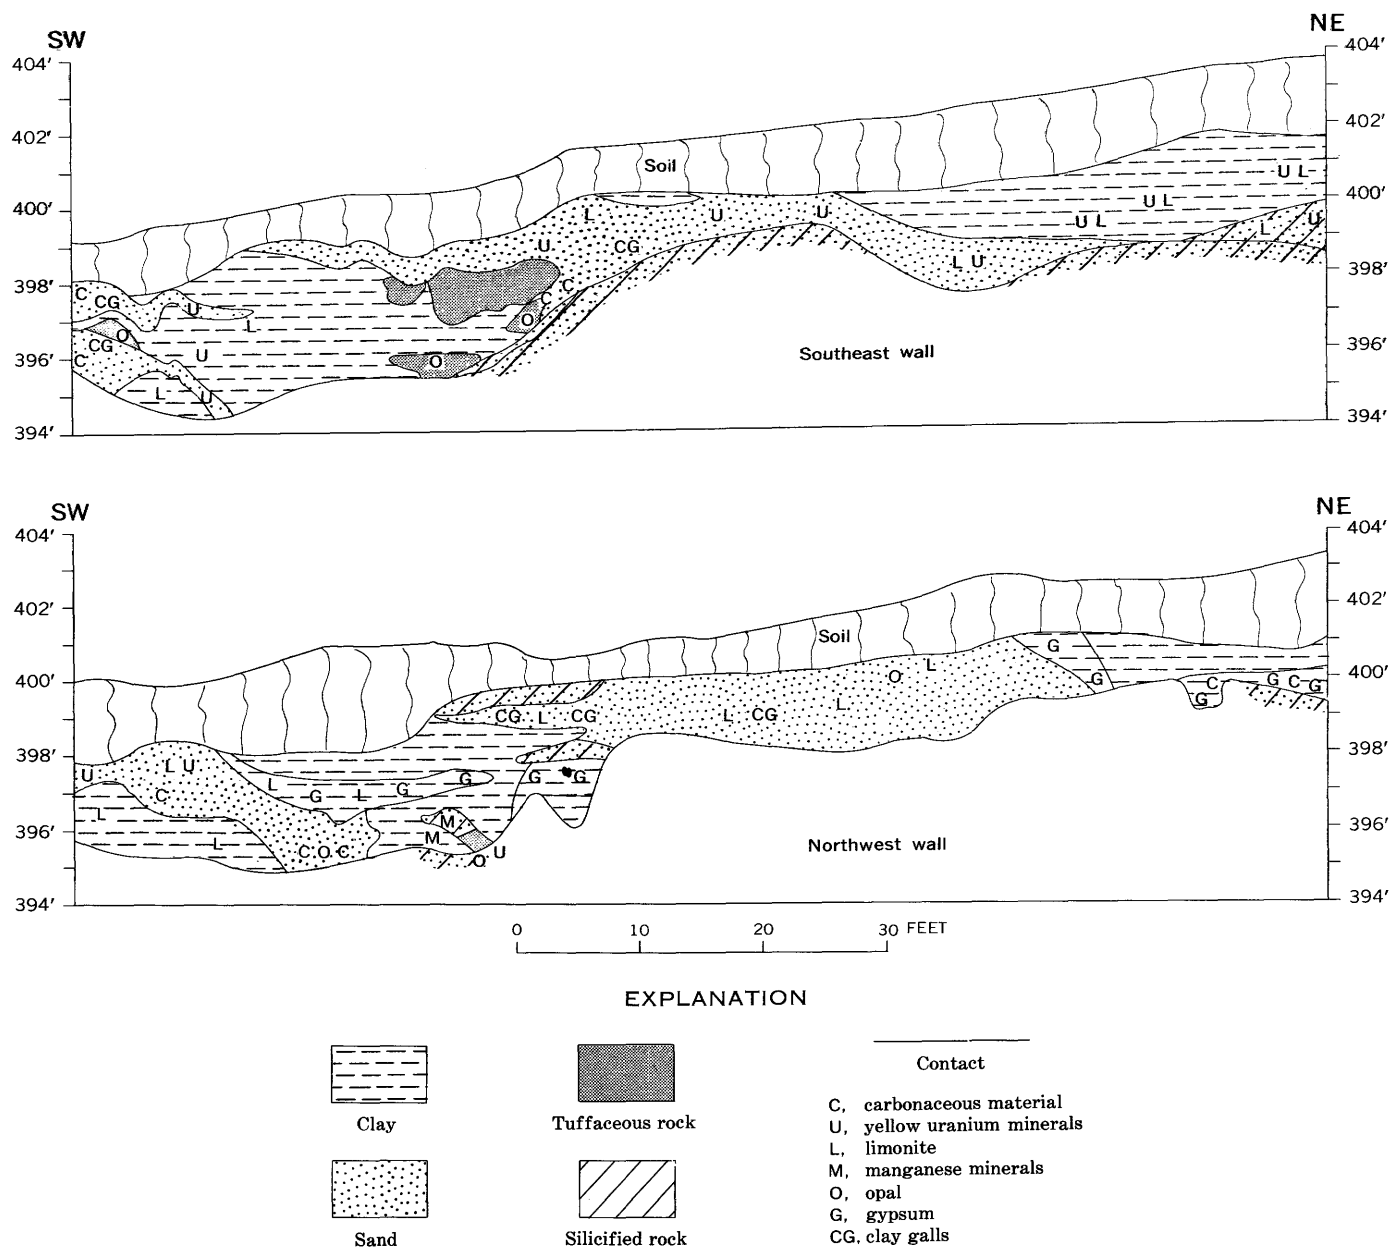 SW NE
404′ 404′
402′ 402′
Soil
U L
400′ 400′
U L
L U U U L U
U CG L U
398′ C CG U C C 398′
L O
O U
396′ CG C O 396′
Southeast wall
L U
394′ 394′
SW NE
404′ 404′
402′ 402′
Soil
G
400′ L O G C G C G 400′
CG L CG L CG L G
398′ 398′
U L U G G G
C L G L G
L M
396′ M 396′
L C O C O U
Northwest wall
394′ 394′
0 10 20 30 FEET
EXPLANATION
Clay
Tuffaceous rock
Contact
Sand
Silicified rock
C, carbonaceous material
U, yellow uranium minerals
L, limonite
M, manganese minerals
O, opal
G, gypsum
CG, clay galls